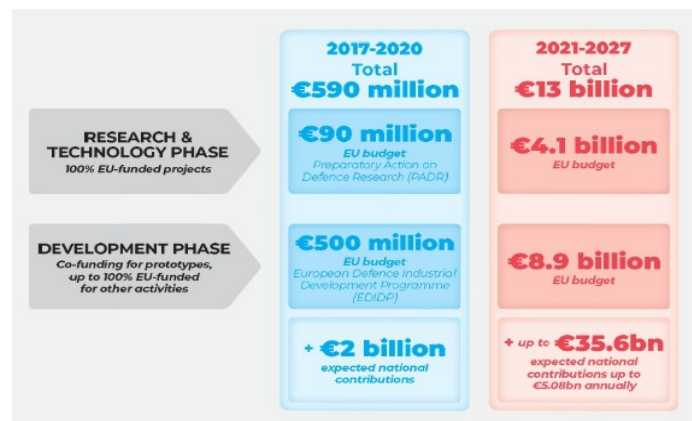 2017-2020
Total
€590 million
2021-2027
Total
€13 billion
RESEARCH &
TECHNOLOGY PHASE
100% EU-funded projects
€90 million
EU budget
Preparatory Action on
Defence Research (PADR)
€4.1 billion
EU budget
DEVELOPMENT PHASE
Co-funding for prototypes,
up to 100% EU-funded
for other activities
€500 million
EU budget
European Defence Industrial
Development Programme
(EDIDP)
€8.9 billion
EU budget
+ €2 billion
expected national
contributions
+ up to €35.6bn
expected national
contributions up to
€5.08bn annually